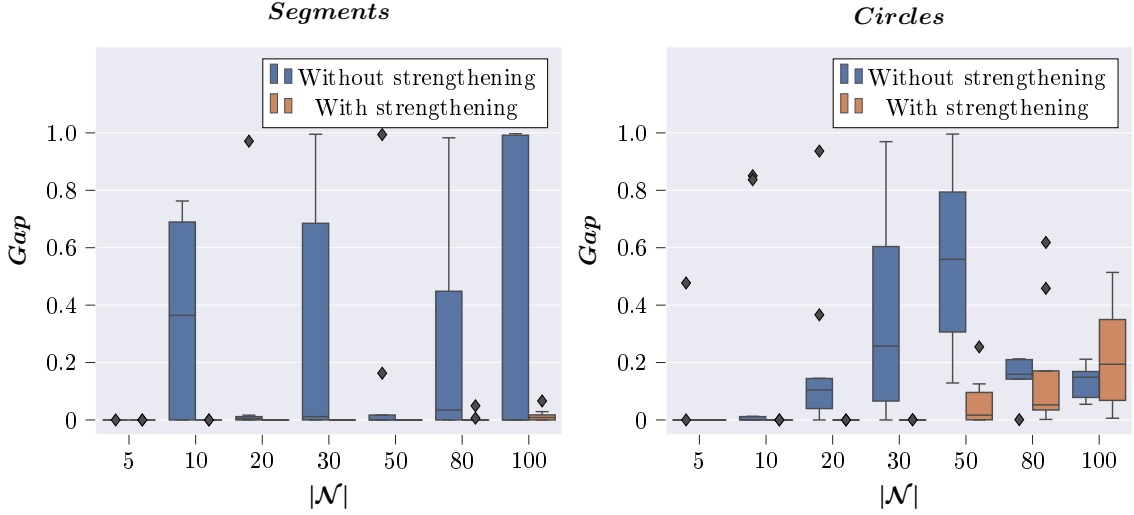 Segments
Without strengthening
With strengthening
1.0
0.8
0.6
0.4
0.2
0
Gap
5 10 20 30 50 80 100
|𝒩|
Circles
Without strengthening
With strengthening
1.0
0.8
0.6
0.4
0.2
0
Gap
5 10 20 30 50 80 100
|𝒩|